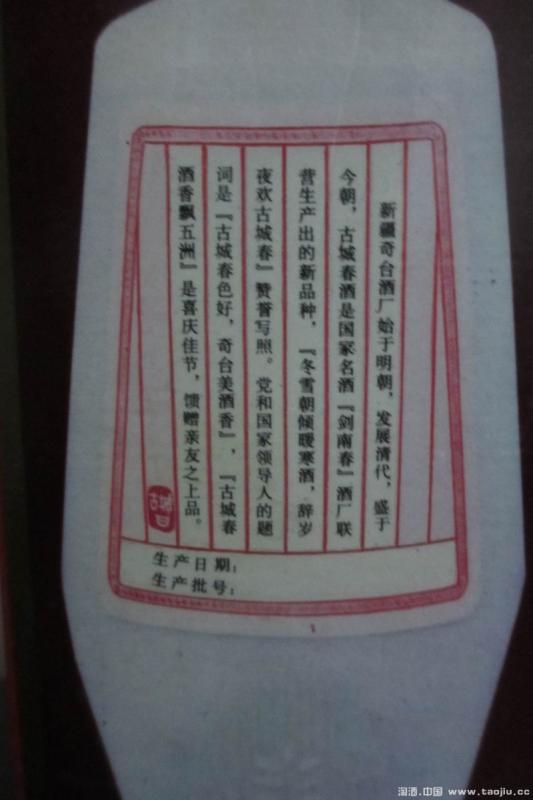 新疆奇台酒厂始于明朝，发展清代，盛于
今朝，古城春酒是国家名酒『剑南春』酒厂联
营生产出的新品种，『冬雪朝倾暖寒酒，辞岁
夜欢古城春』赞誉写照。党和国家领导人的题
词是『古城春色好，奇台美酒香』，『古城春
酒香飘五洲』是喜庆佳节，馈赠亲友之上品。
古城
生产日期：
生产批号：
淘酒.中国 www.taojiu.cc